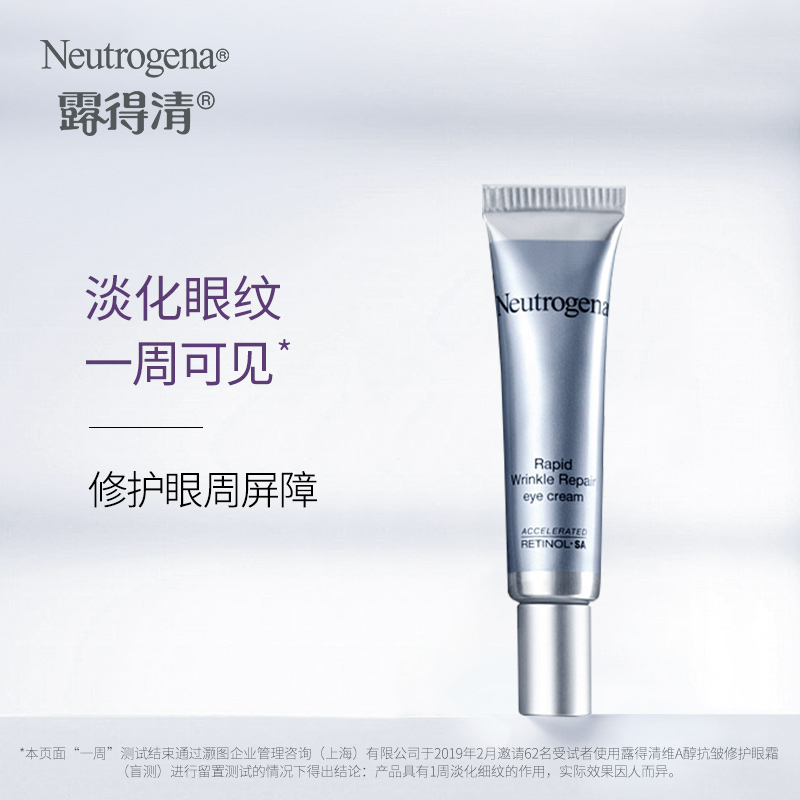 Neutrogena®
露得清®
淡化眼纹
一周可见*
修护眼周屏障
Neutrogena
Rapid
Wrinkle Repair
eye cream
ACCELERATED
RETINOL·SA
*本页面“一周”测试结束通过灏图企业管理咨询（上海）有限公司于2019年2月邀请62名受试者使用露得清维A醇抗皱修护眼霜
（盲测）进行留置测试的情况下得出结论：产品具有1周淡化细纹的作用，实际效果因人而异。